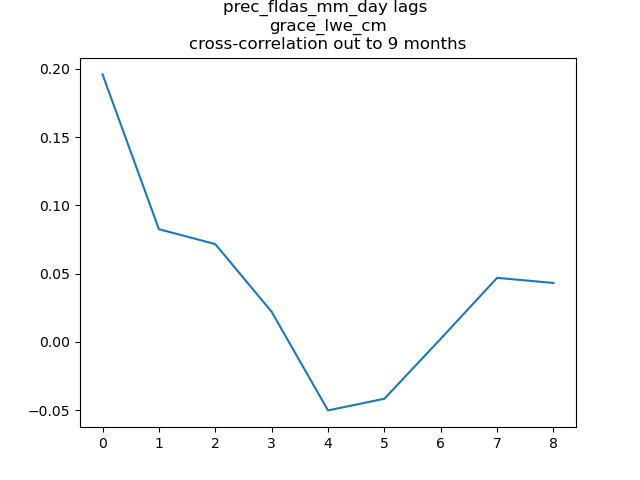 prec_fldas_mm_day lags
grace_lwe_cm
cross-correlation out to 9 months
0.20
0.15
0.10
0.05
0.00
−0.05
0 1 2 3 4 5 6 7 8